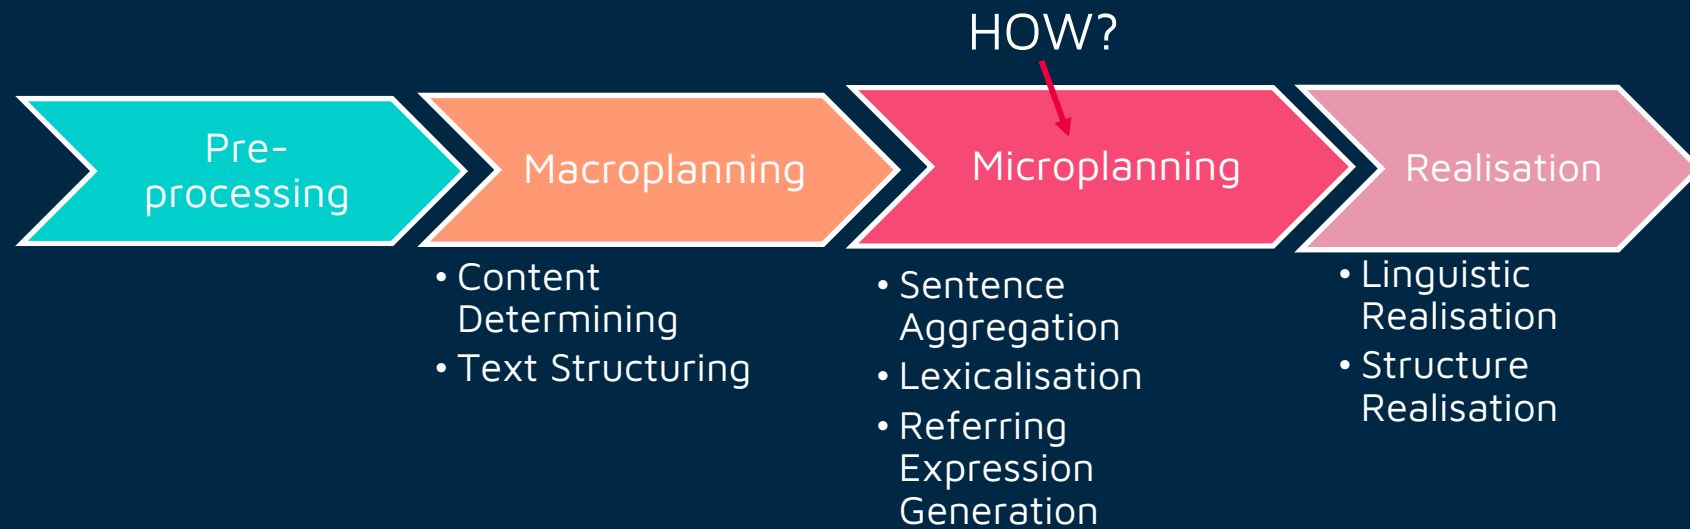 HOW?
Pre-
processing
Macroplanning
Microplanning
Realisation
• Content
Determining
• Text Structuring
• Sentence
Aggregation
• Lexicalisation
• Referring
Expression
Generation
• Linguistic
Realisation
• Structure
Realisation